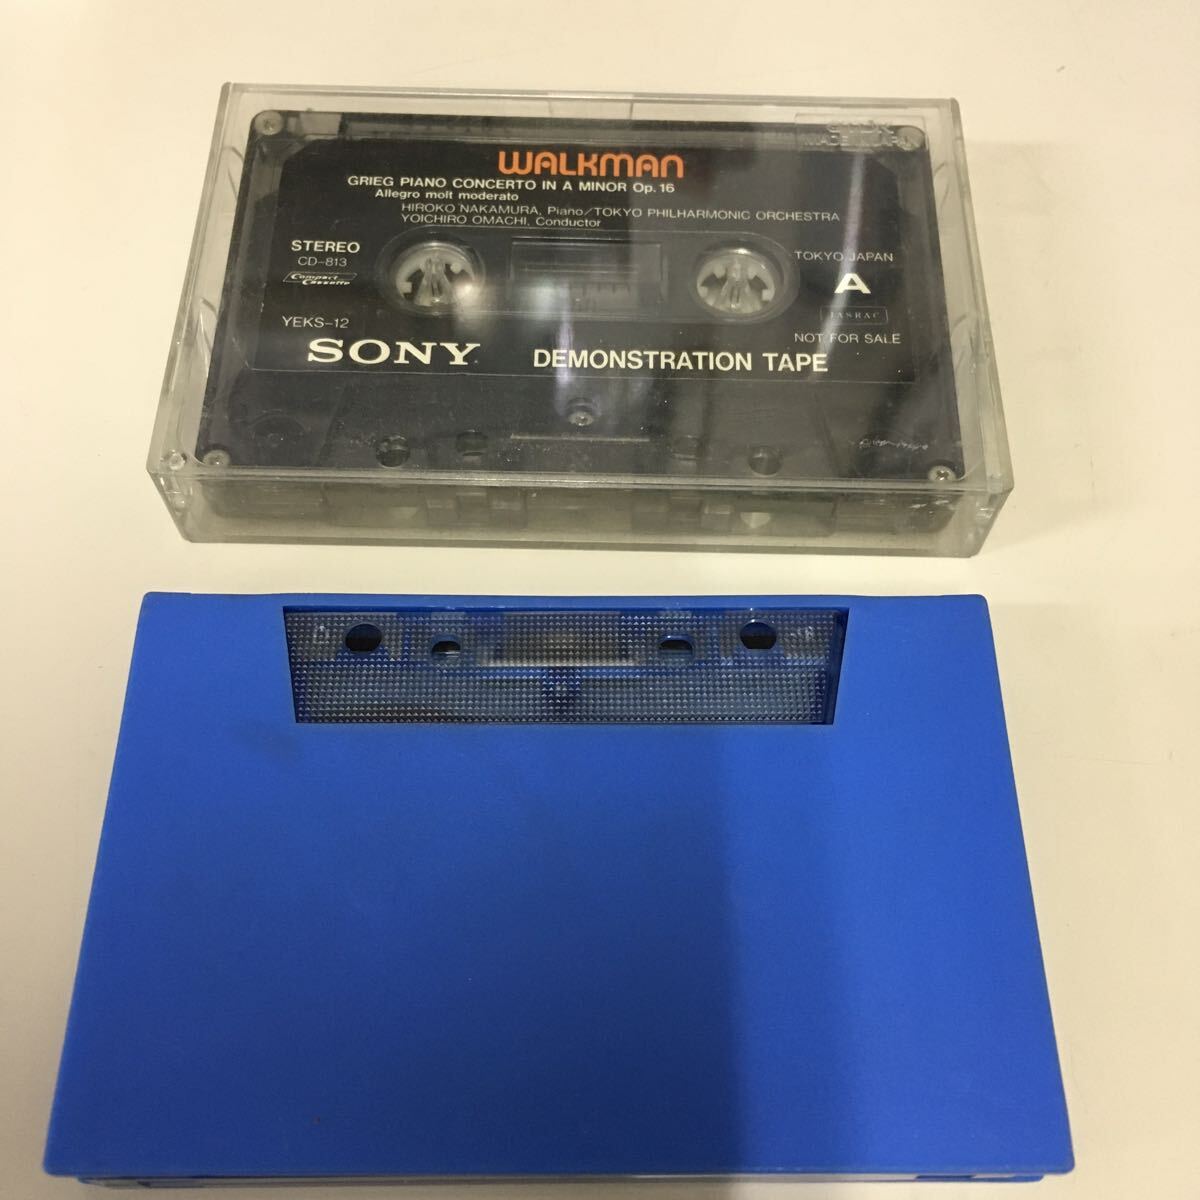 WALKMAN
GRIEG PIANO CONCERTO IN A MINOR Op. 16
Allegro molt moderato
HIROKO NAKAMURA, Piano/TOKYO PHILHARMONIC ORCHESTRA
YOICHIRO OMACHI, Conductor
STEREO
CD-813
Compact Cassette
YEKS-12
SONY
DEMONSTRATION TAPE
TOKYO JAPAN
A
JASRAC
NOT FOR SALE